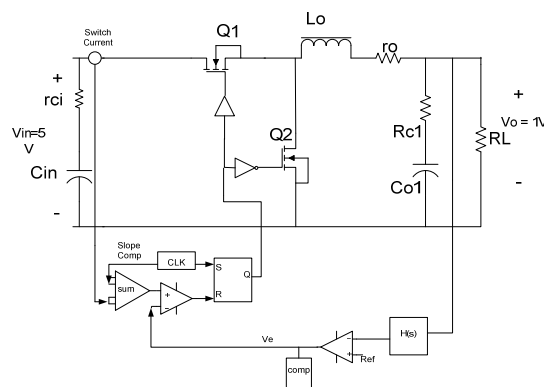 Switch
Current
Q1
Lo
ro
+
rci
Vin=5
V
Cin
-
Q2
Rc1
Co1
+
Vo = 1V
RL
-
Slope
Comp
CLK
sum
S
Q
R
+
-
Ve
-
+
Ref
H(s)
comp